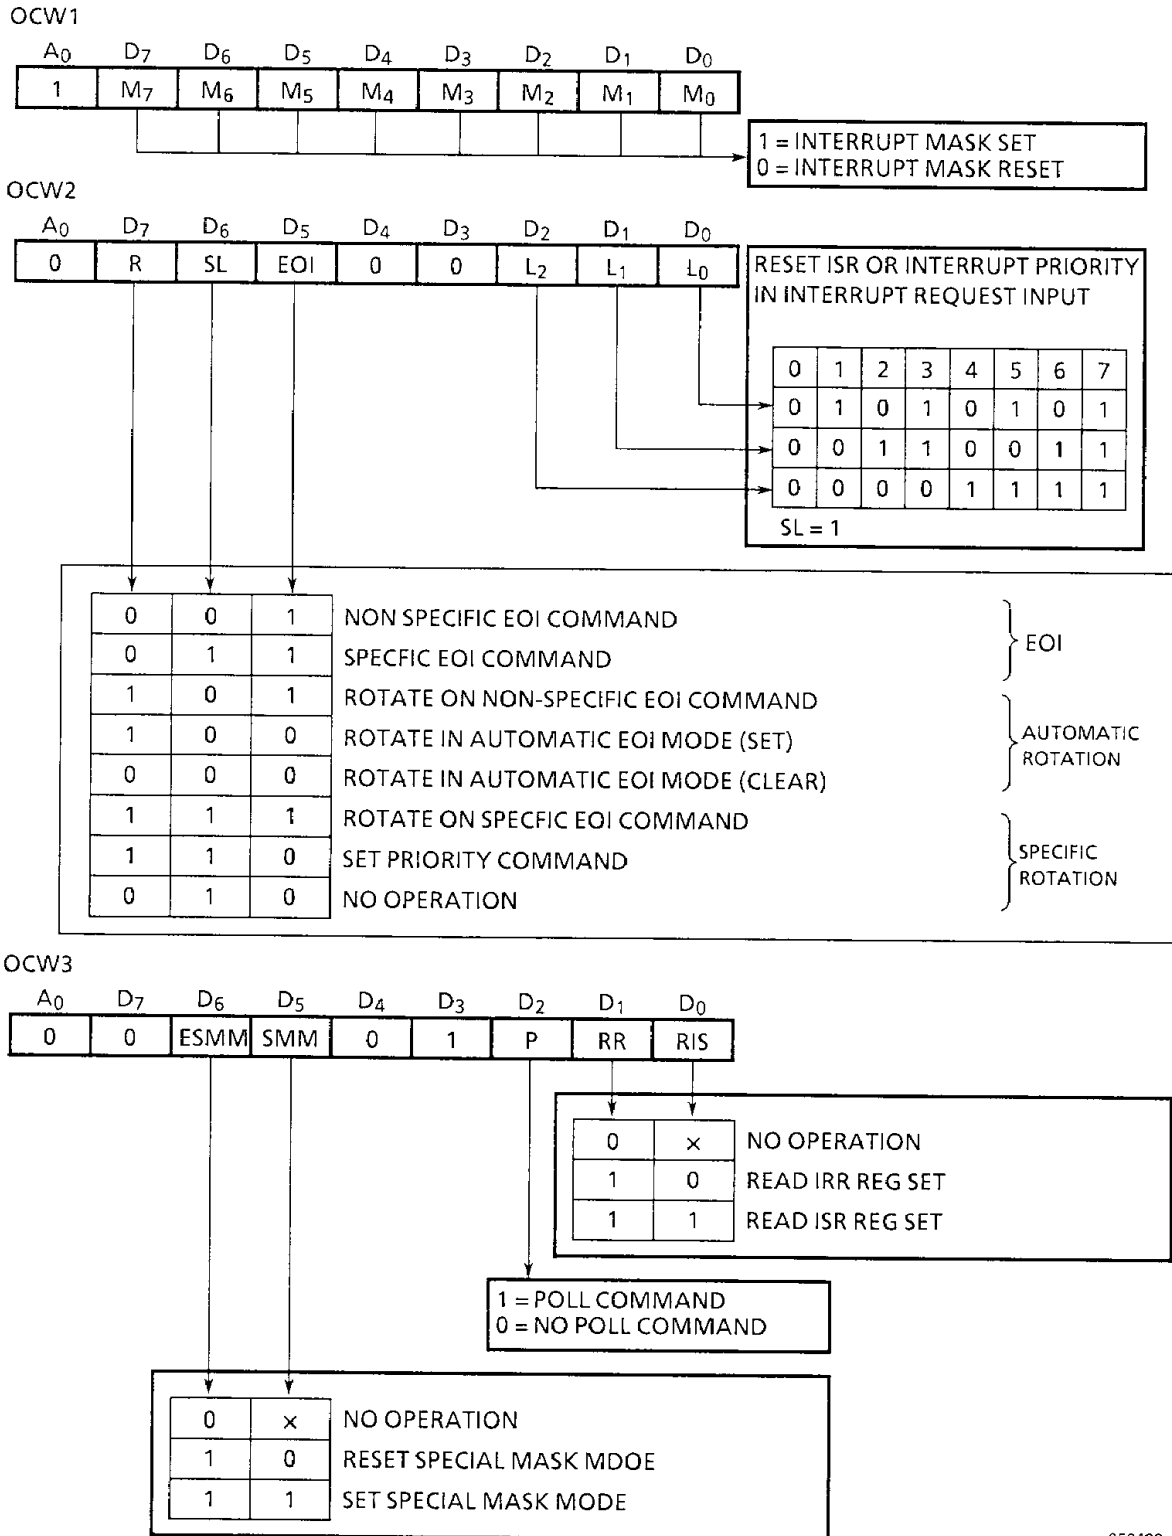 OCW1
A0 D7 D6 D5 D4 D3 D2 D1 D0
1 M7 M6 M5 M4 M3 M2 M1 M0
1 = INTERRUPT MASK SET
0 = INTERRUPT MASK RESET
OCW2
A0 D7 D6 D5 D4 D3 D2 D1 D0
0 R SL EOI 0 0 L2 L1 L0
RESET ISR OR INTERRUPT PRIORITY
IN INTERRUPT REQUEST INPUT
0 1 2 3 4 5 6 7
0 1 0 1 0 1 0 1
0 0 1 1 0 0 1 1
0 0 0 0 1 1 1 1
SL = 1
0 0 1 NON SPECIFIC EOI COMMAND
0 1 1 SPECFIC EOI COMMAND
EOI
1 0 1 ROTATE ON NON-SPECIFIC EOI COMMAND
1 0 0 ROTATE IN AUTOMATIC EOI MODE (SET)
0 0 0 ROTATE IN AUTOMATIC EOI MODE (CLEAR)
AUTOMATIC
ROTATION
1 1 1 ROTATE ON SPECFIC EOI COMMAND
1 1 0 SET PRIORITY COMMAND
0 1 0 NO OPERATION
SPECIFIC
ROTATION
OCW3
A0 D7 D6 D5 D4 D3 D2 D1 D0
0 0 ESMM SMM 0 1 P RR RIS
0 × NO OPERATION
1 0 READ IRR REG SET
1 1 READ ISR REG SET
1 = POLL COMMAND
0 = NO POLL COMMAND
0 × NO OPERATION
1 0 RESET SPECIAL MASK MDOE
1 1 SET SPECIAL MASK MODE